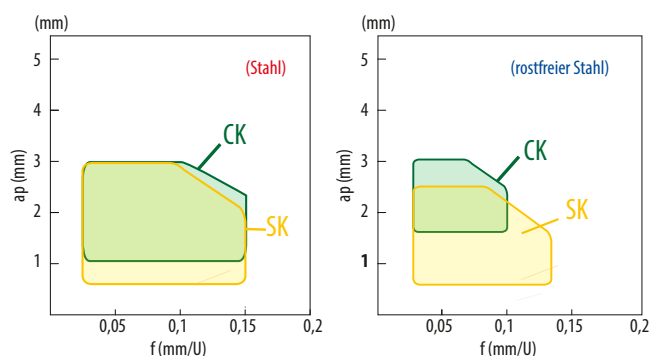 (mm)
5
(Stahl)
4
CK
3
ap (mm)
2
SK
1
0,05
0,1
0,15
0,2
f (mm/U)
(mm)
5
(rostfreier Stahl)
4
3
CK
ap (mm)
2
SK
1
0,05
0,1
0,15
0,2
f (mm/U)